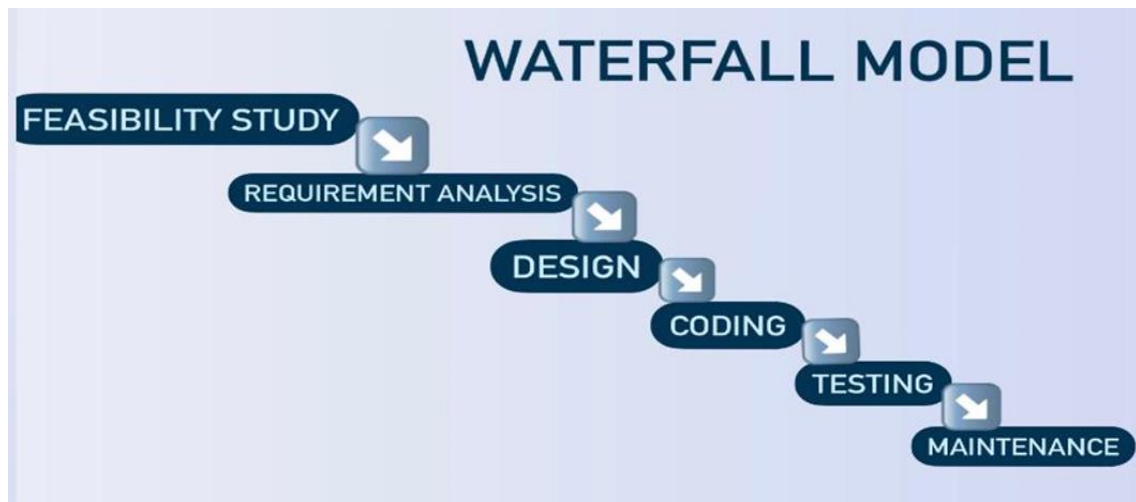 WATERFALL MODEL
FEASIBILITY STUDY
REQUIREMENT ANALYSIS
DESIGN
CODING
TESTING
MAINTENANCE